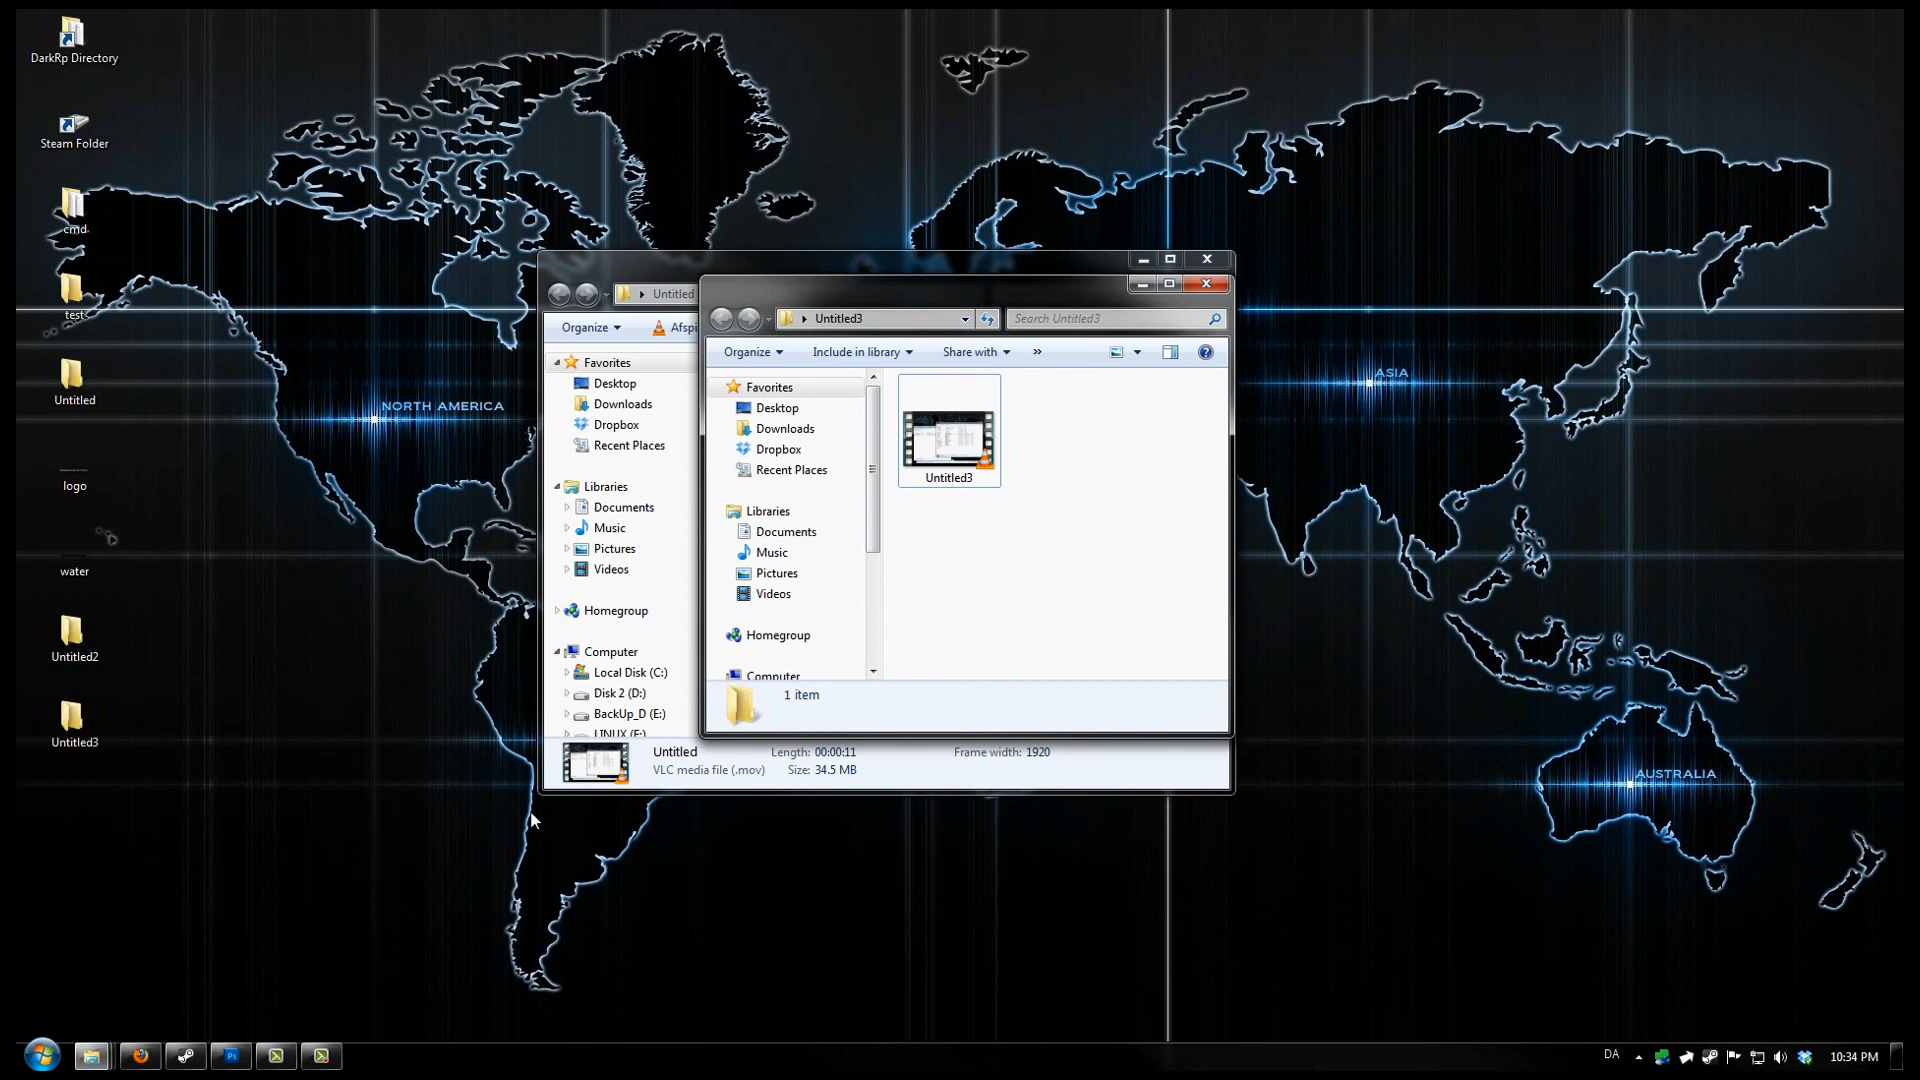 DarkRp Directory
Steam Folder
cmd
test
Untitled
logo
water
Untitled2
Untitled3
NORTH AMERICA
ASIA
AUSTRALIA
Untitled
Organize
Afspi
Favorites
Desktop
Downloads
Dropbox
Recent Places
Libraries
Documents
Music
Pictures
Videos
Homegroup
Computer
Local Disk (C:)
Disk 2 (D:)
BackUp_D (E:)
LINUX (F:)
Untitled
Length: 00:00:11
Frame width: 1920
VLC media file (.mov)
Size: 34.5 MB
Untitled3
Search Untitled3
Organize
Include in library
Share with
»
Favorites
Desktop
Downloads
Dropbox
Recent Places
Libraries
Documents
Music
Pictures
Videos
Homegroup
Computer
Untitled3
1 item
Ps
DA
10:34 PM